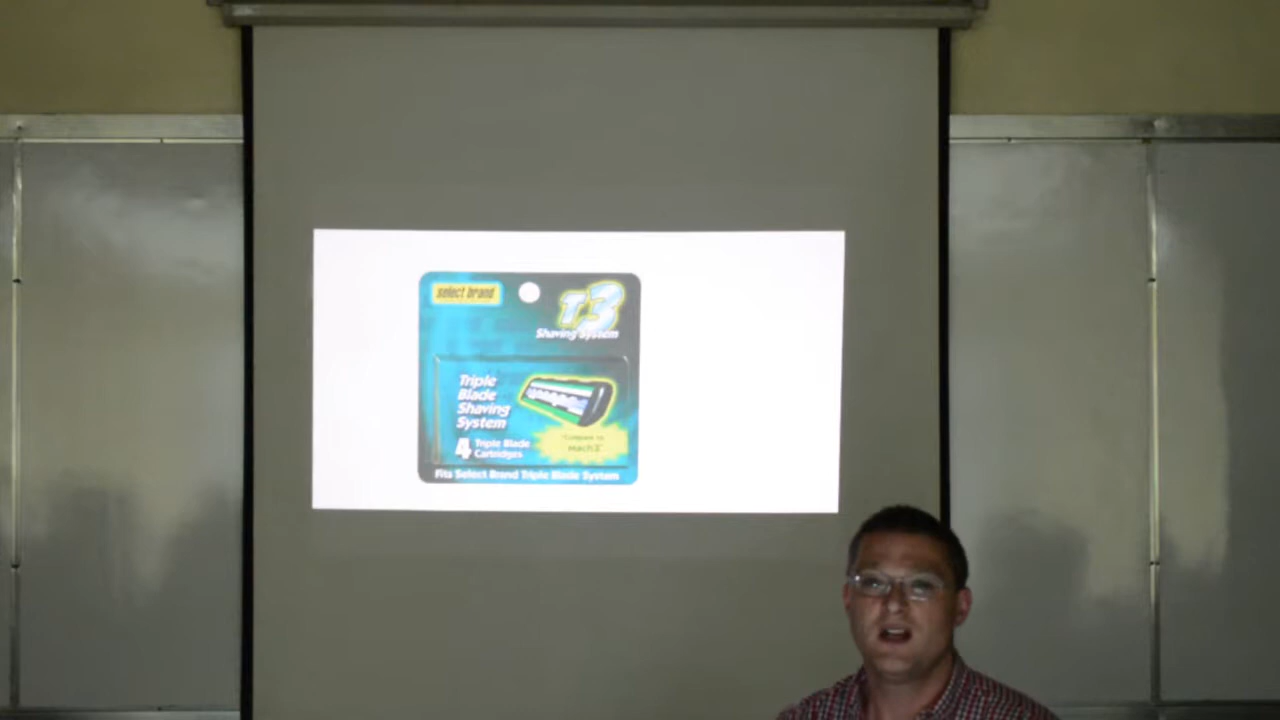 select brand
T3
Shaving System
Triple
Blade
Shaving
System
4 Triple Blade
Cartridges
"Compare to
Mach3"
Fits Select Brand Triple Blade System